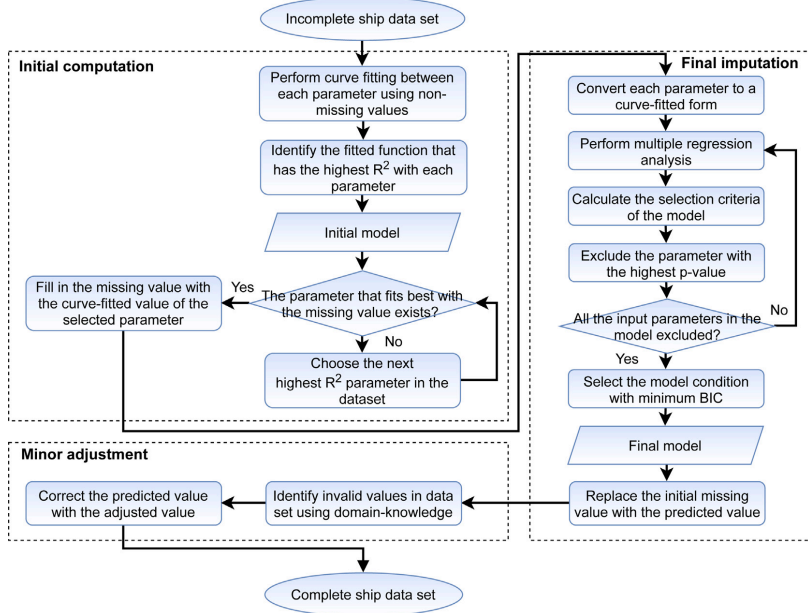 Incomplete ship data set
Initial computation
Perform curve fitting between
each parameter using non-
missing values
Identify the fitted function that
has the highest R² with each
parameter
Initial model
The parameter that fits best with
the missing value exists?
Yes
No
Fill in the missing value with
the curve-fitted value of the
selected parameter
Choose the next
highest R² parameter in the
dataset
Final imputation
Convert each parameter to a
curve-fitted form
Perform multiple regression
analysis
Calculate the selection criteria
of the model
Exclude the parameter with
the highest p-value
All the input parameters in the
model excluded?
No
Yes
Select the model condition
with minimum BIC
Final model
Replace the initial missing
value with the predicted value
Minor adjustment
Identify invalid values in data
set using domain-knowledge
Correct the predicted value
with the adjusted value
Complete ship data set